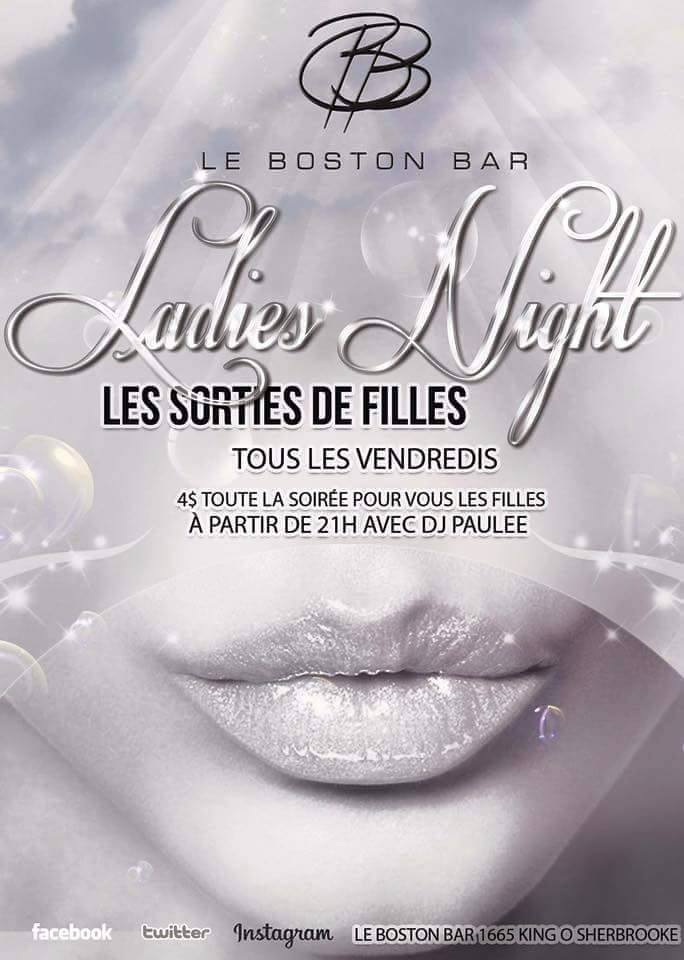 BB
LE BOSTON BAR
Ladies Night
LES SORTIES DE FILLES
TOUS LES VENDREDIS
4$ TOUTE LA SOIRÉE POUR VOUS LES FILLES
À PARTIR DE 21H AVEC DJ PAULEE
facebook twitter Instagram LE BOSTON BAR 1665 KING O SHERBROOKE